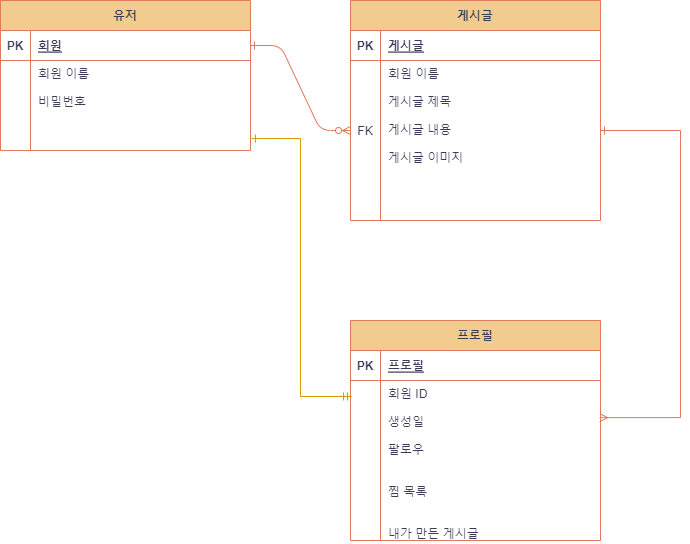 유저
PK 회원
회원 이름
비밀번호
게시글
PK 게시글
회원 이름
게시글 제목
FK 게시글 내용
게시글 이미지
프로필
PK 프로필
회원 ID
생성일
팔로우
찜 목록
내가 만든 게시글